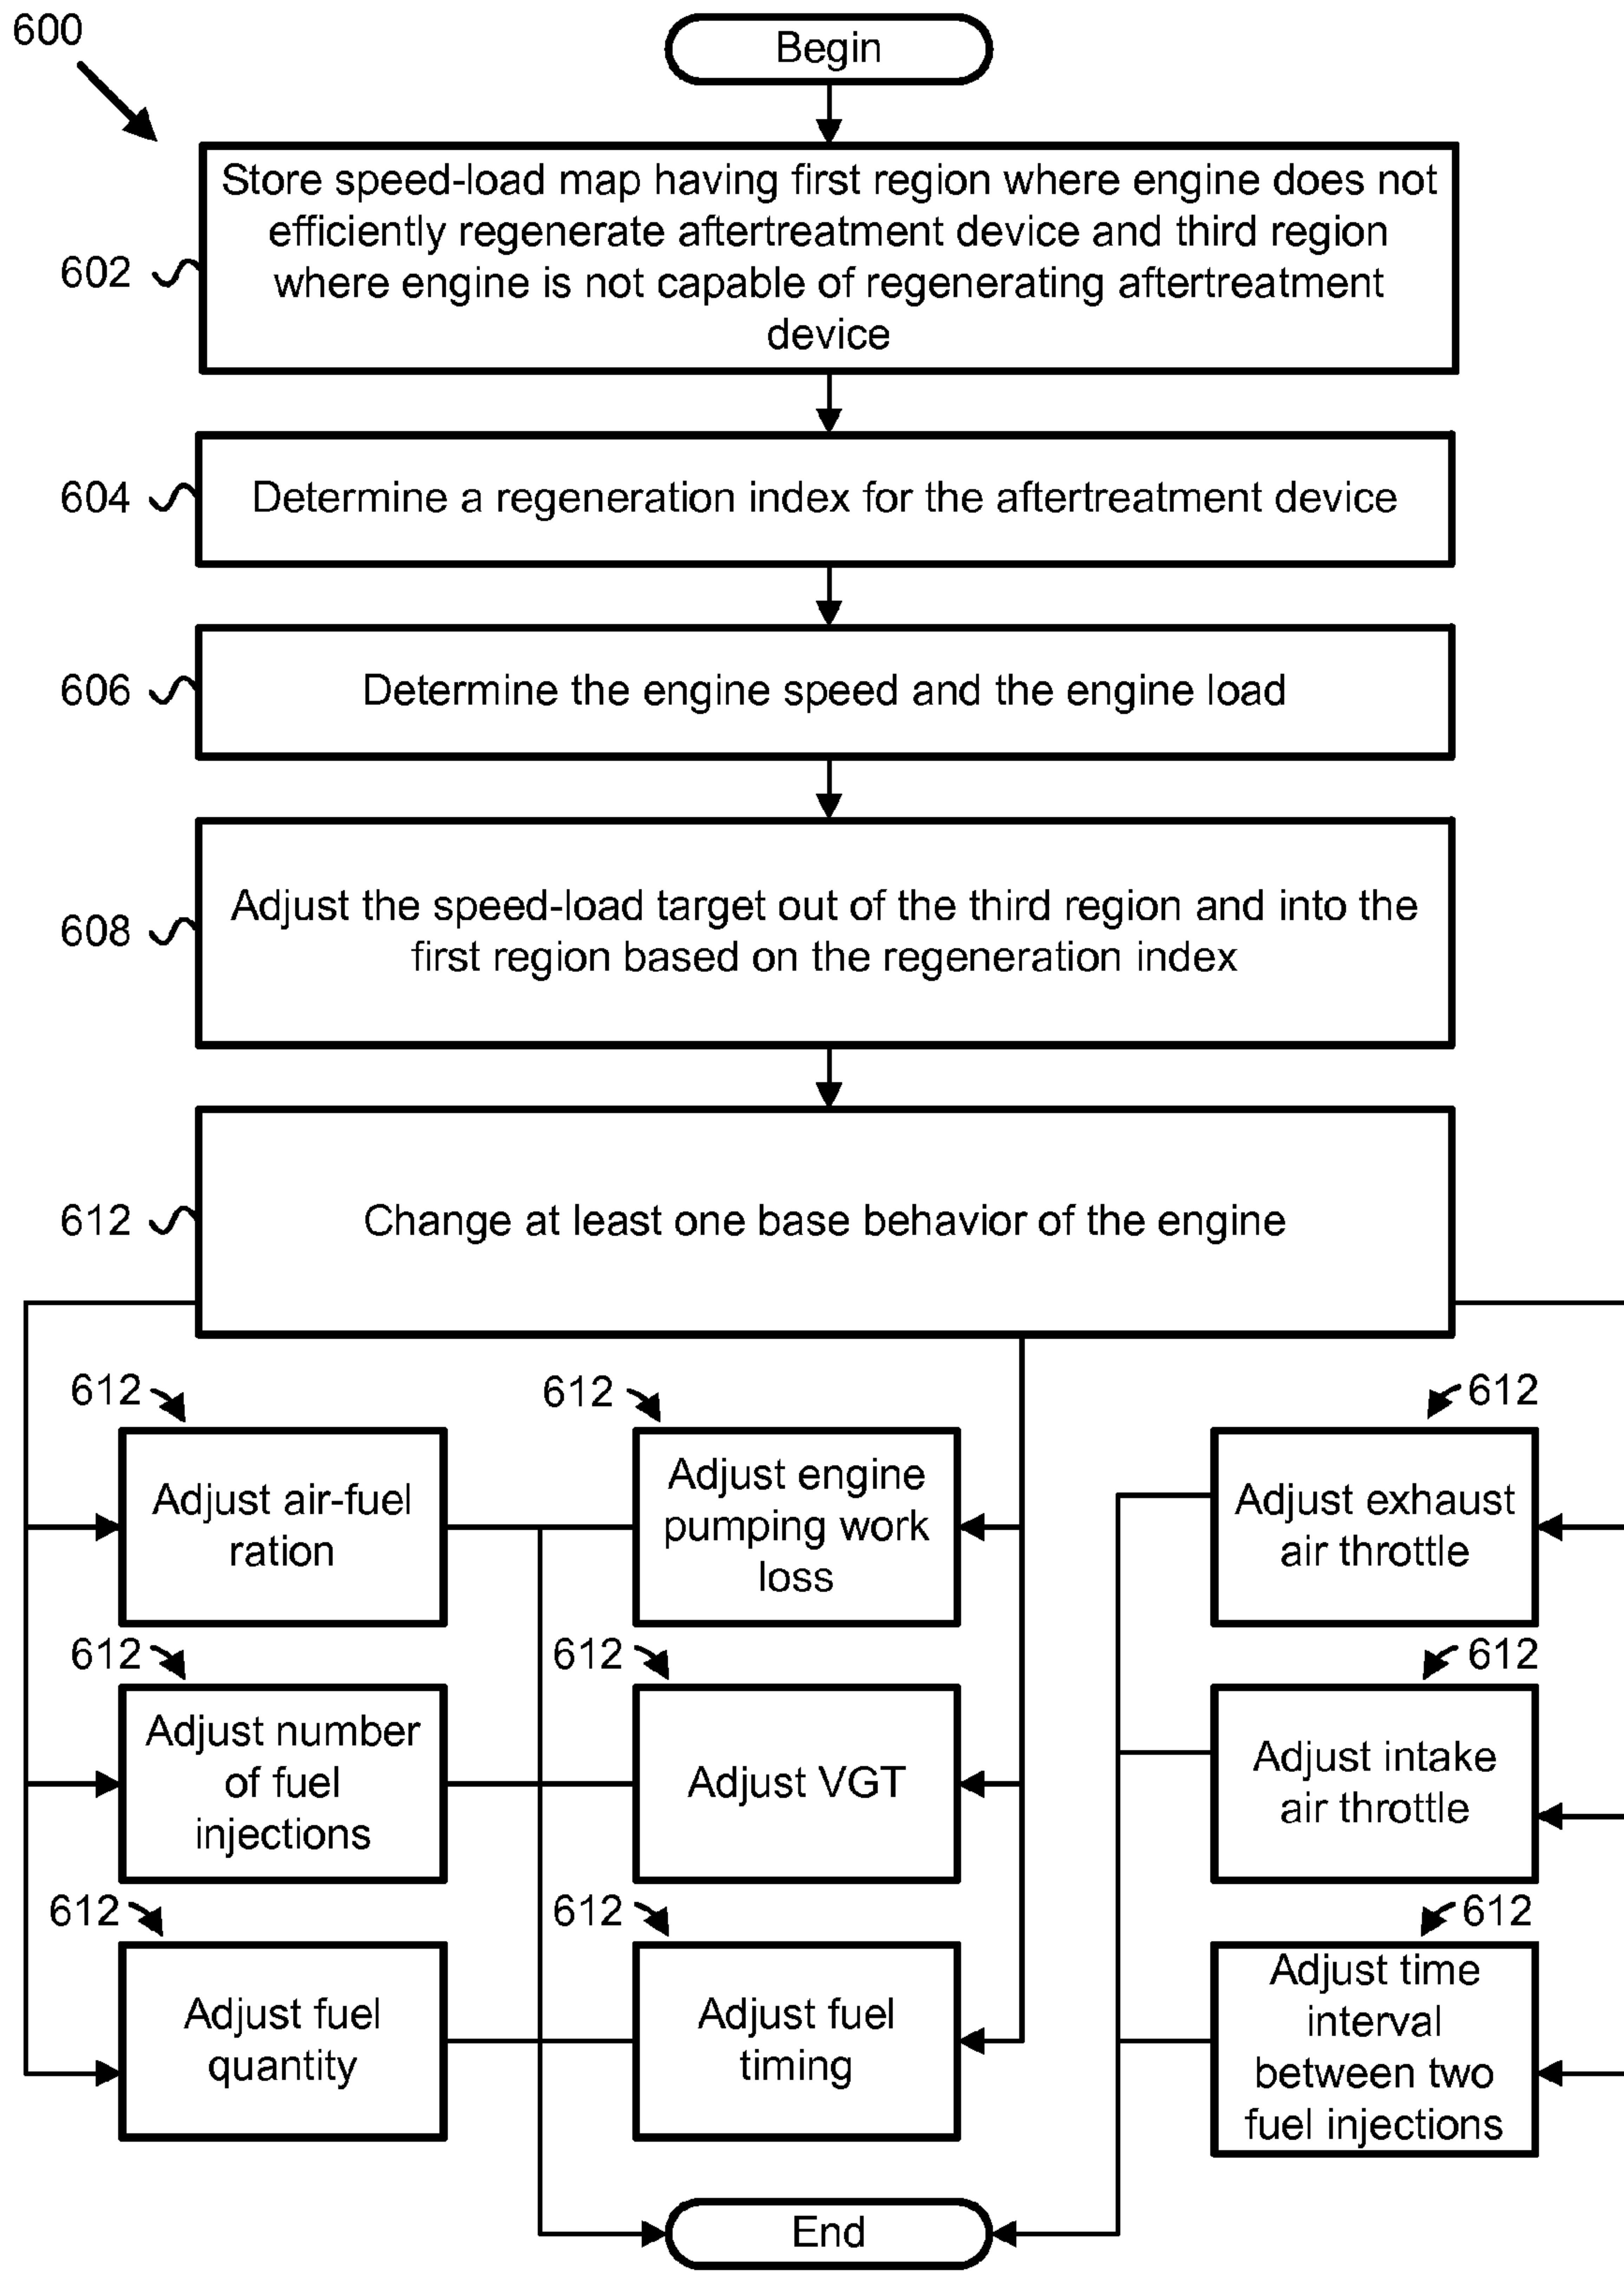 600
Begin
Store speed-load map having first region where engine does not
efficiently regenerate aftertreatment device and third region
where engine is not capable of regenerating aftertreatment
device
602
604
Determine a regeneration index for the aftertreatment device
606
Determine the engine speed and the engine load
608
Adjust the speed-load target out of the third region and into the
first region based on the regeneration index
612
Change at least one base behavior of the engine
612
Adjust air-fuel
ration
612
Adjust engine
pumping work
loss
612
Adjust exhaust
air throttle
612
Adjust number
of fuel
injections
612
Adjust VGT
612
Adjust intake
air throttle
612
Adjust fuel
quantity
612
Adjust fuel
timing
612
Adjust time
interval
between two
fuel injections
End